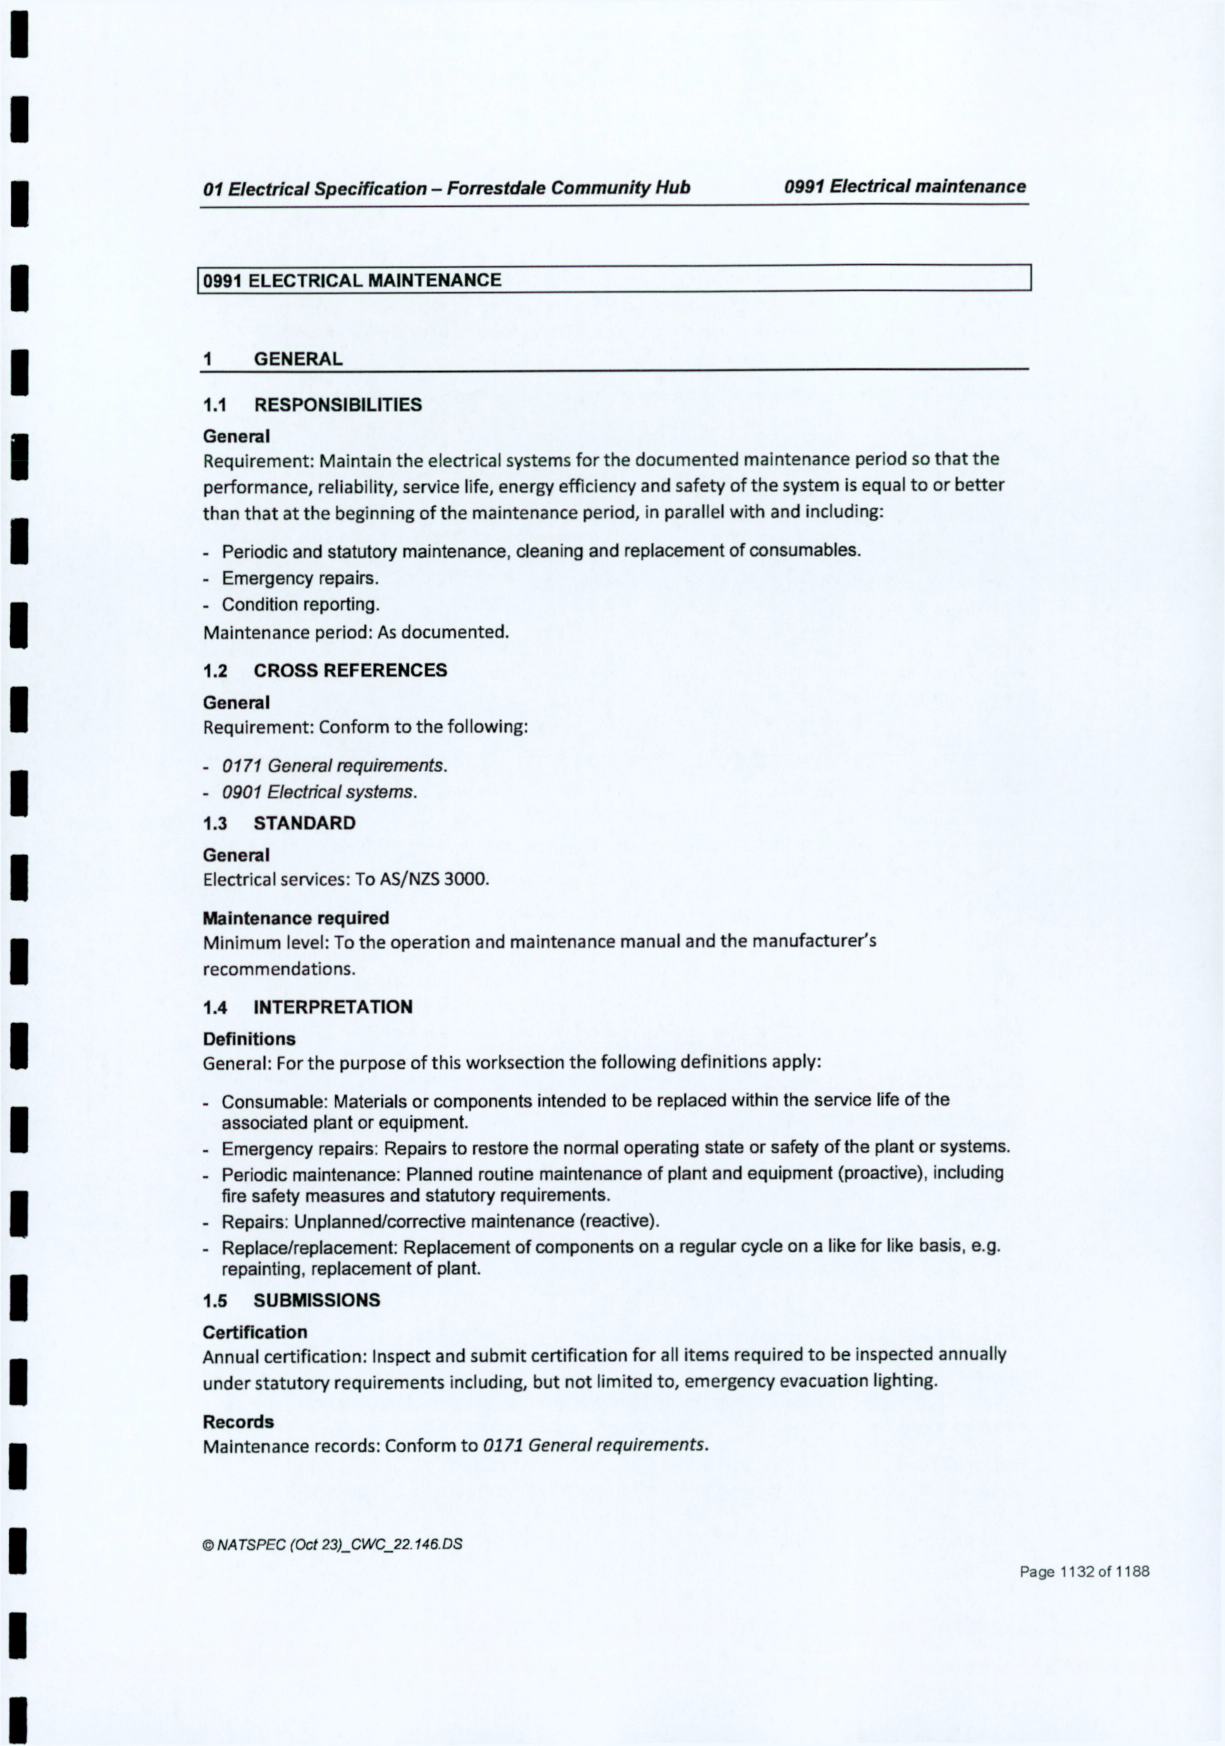 01 Electrical Specification – Forrestdale Community Hub 0991 Electrical maintenance
0991 ELECTRICAL MAINTENANCE
1 GENERAL
1.1 RESPONSIBILITIES
General
Requirement: Maintain the electrical systems for the documented maintenance period so that the
performance, reliability, service life, energy efficiency and safety of the system is equal to or better
than that at the beginning of the maintenance period, in parallel with and including:
- Periodic and statutory maintenance, cleaning and replacement of consumables.
- Emergency repairs.
- Condition reporting.
Maintenance period: As documented.
1.2 CROSS REFERENCES
General
Requirement: Conform to the following:
- 0171 General requirements.
- 0901 Electrical systems.
1.3 STANDARD
General
Electrical services: To AS/NZS 3000.
Maintenance required
Minimum level: To the operation and maintenance manual and the manufacturer's
recommendations.
1.4 INTERPRETATION
Definitions
General: For the purpose of this worksection the following definitions apply:
- Consumable: Materials or components intended to be replaced within the service life of the
associated plant or equipment.
- Emergency repairs: Repairs to restore the normal operating state or safety of the plant or systems.
- Periodic maintenance: Planned routine maintenance of plant and equipment (proactive), including
fire safety measures and statutory requirements.
- Repairs: Unplanned/corrective maintenance (reactive).
- Replace/replacement: Replacement of components on a regular cycle on a like for like basis, e.g.
repainting, replacement of plant.
1.5 SUBMISSIONS
Certification
Annual certification: Inspect and submit certification for all items required to be inspected annually
under statutory requirements including, but not limited to, emergency evacuation lighting.
Records
Maintenance records: Conform to 0171 General requirements.
© NATSPEC (Oct 23)_CWC_22.146.DS
Page 1132 of 1188